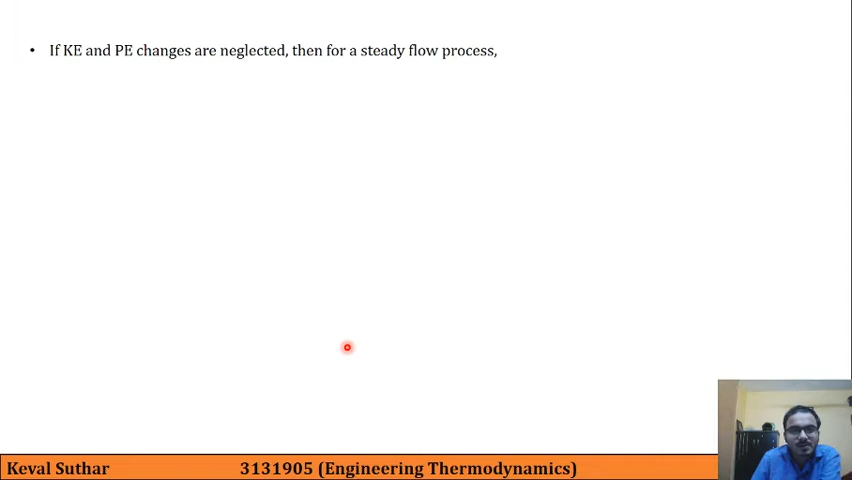 • If KE and PE changes are neglected, then for a steady flow process,
Keval Suthar 3131905 (Engineering Thermodynamics)